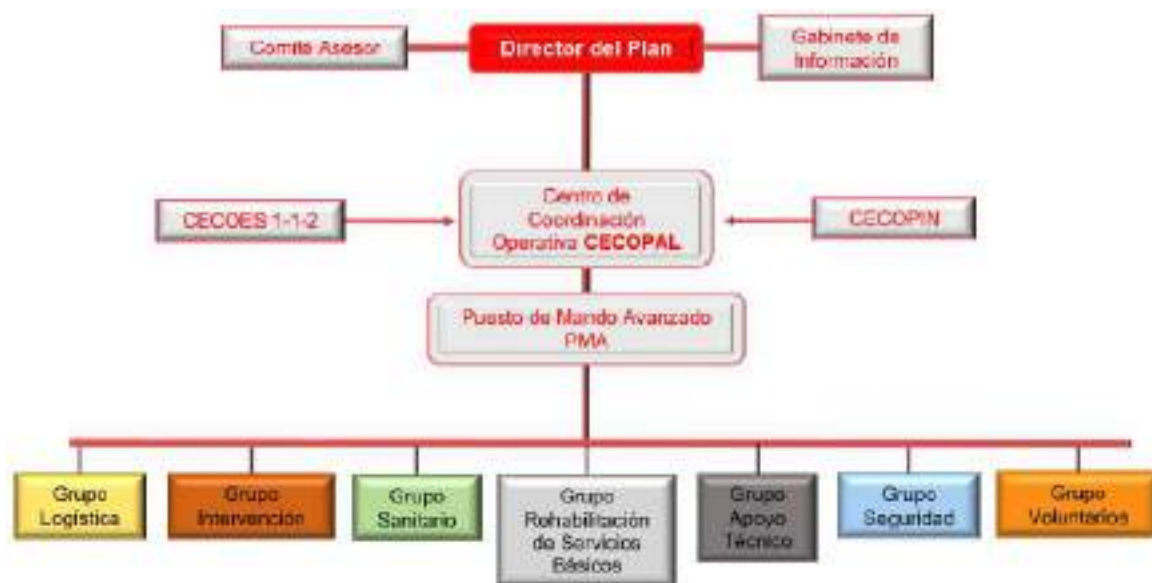 Comité Asesor
Director del Plan
Gabinete de
Información
CECOES 1-1-2
Centro de
Coordinación
Operativa CECOPAL
CECOPIN
Puesto de Mando Avanzado
PMA
Grupo
Logística
Grupo
Intervención
Grupo
Sanitario
Grupo
Rohabilitación
de Servicios
Básicos
Grupo
Apoyo
Técnico
Grupo
Seguridad
Grupo
Voluntarios